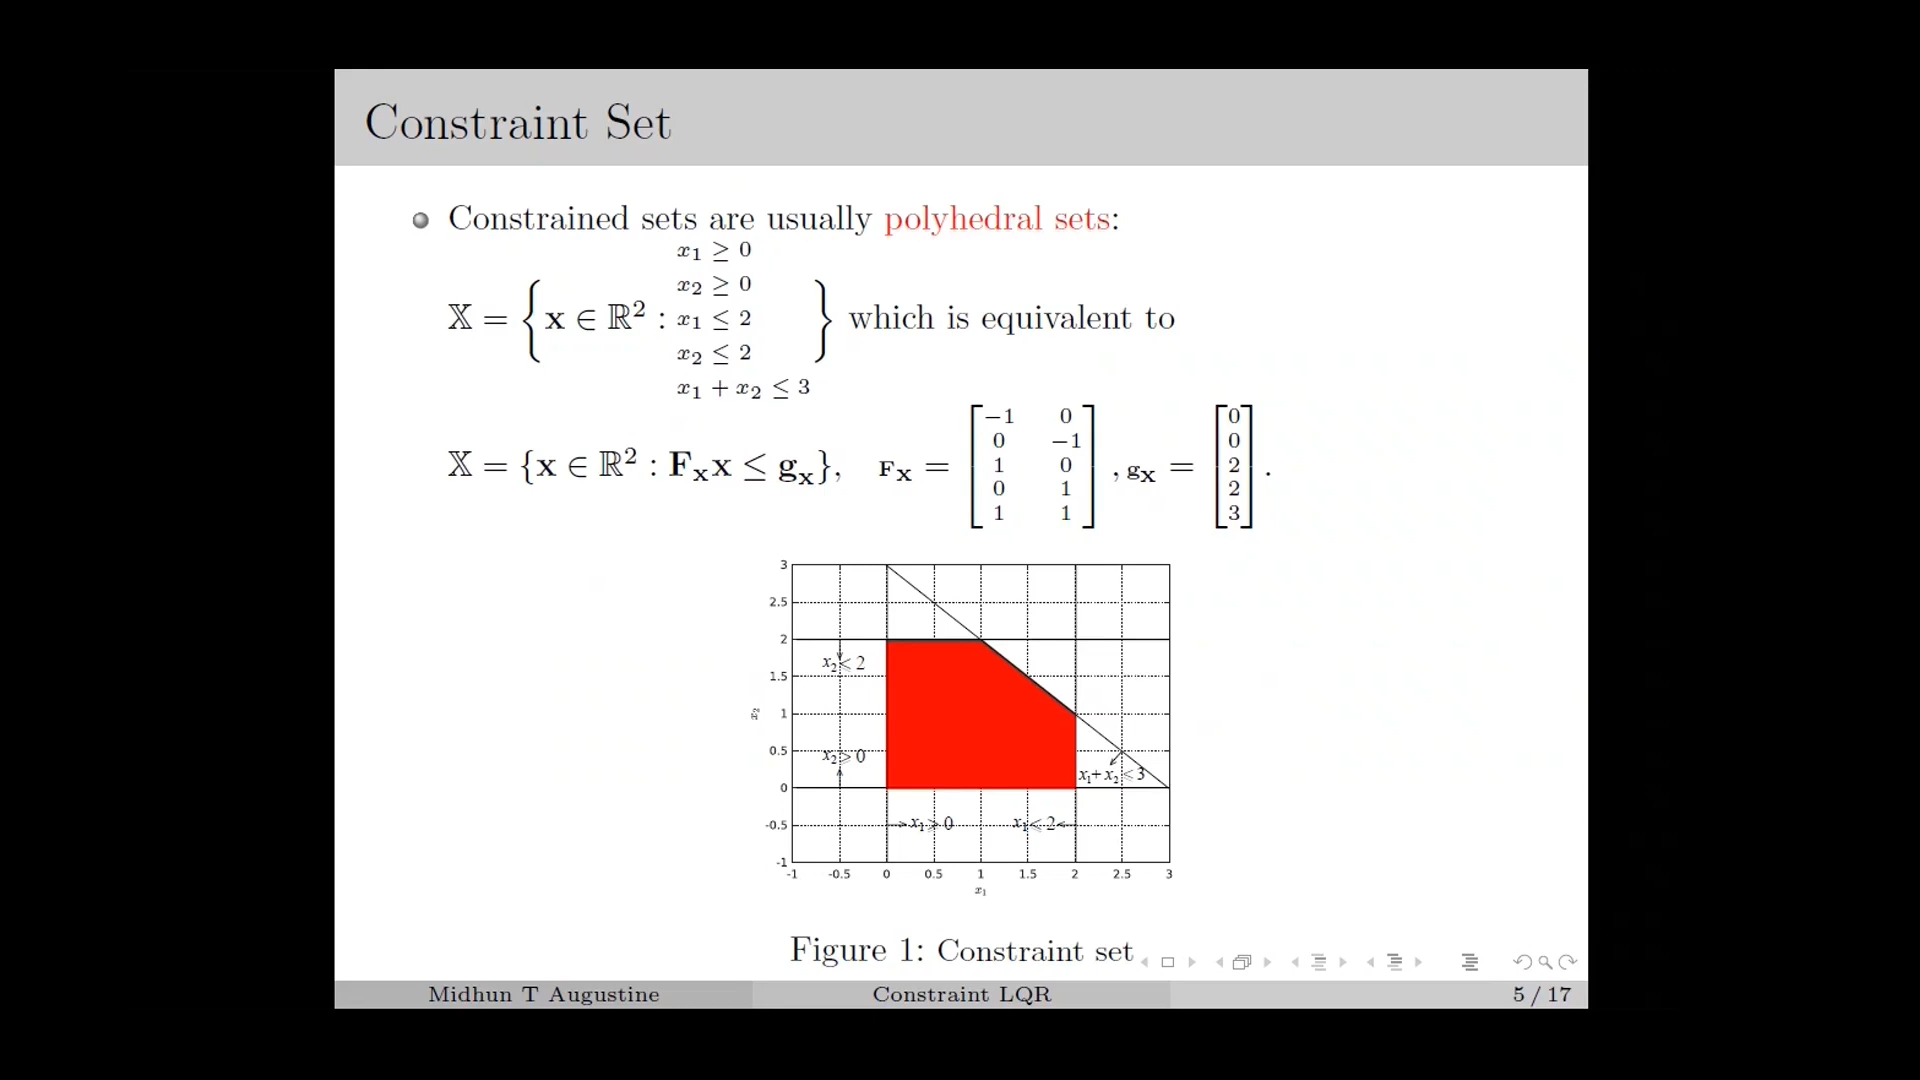 Constraint Set
Constrained sets are usually polyhedral sets:
x₁ ≥ 0
x₂ ≥ 0
𝕏 = { x ∈ ℝ² : x₁ ≤ 2 } which is equivalent to
x₂ ≤ 2
x₁ + x₂ ≤ 3
𝕏 = {x ∈ ℝ² : Fₓx ≤ gₓ}, Fₓ = [−1 0; 0 −1; 1 0; 0 1; 1 1], gₓ = [0; 0; 2; 2; 3].
3
2.5
2
x₂ ⩽ 2
1.5
x₂
1
0.5
x₂ ⩾ 0
x₁+ x₂ ⩽ 3
0
-0.5
x₁ ⩾ 0
x₁ ⩽ 2
-1
-1 -0.5 0 0.5 1 1.5 2 2.5 3
x₁
Figure 1: Constraint set
Midhun T Augustine Constraint LQR 5 / 17